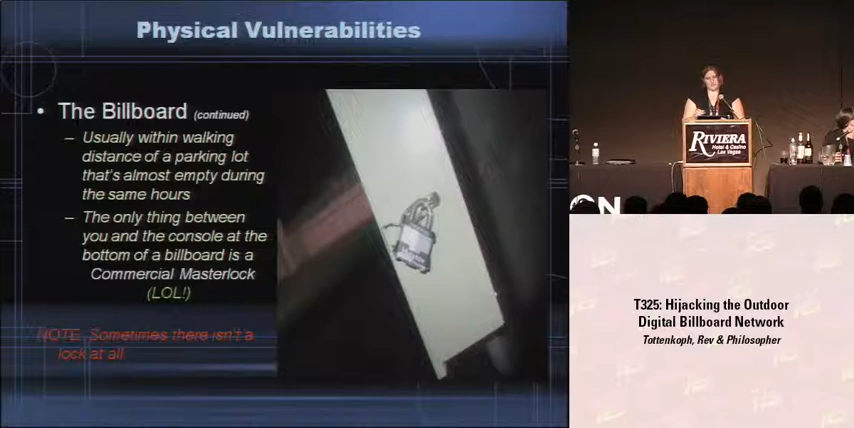 Physical Vulnerabilities
• The Billboard (continued)
– Usually within walking
distance of a parking lot
that's almost empty during
the same hours
– The only thing between
you and the console at the
bottom of a billboard is a
Commercial Masterlock
(LOL!)
NOTE: Sometimes there isn't a
lock at all.
RIVIERA
Hotel & Casino
Las Vegas
ON
T325: Hijacking the Outdoor
Digital Billboard Network
Tottenkoph, Rev & Philosopher